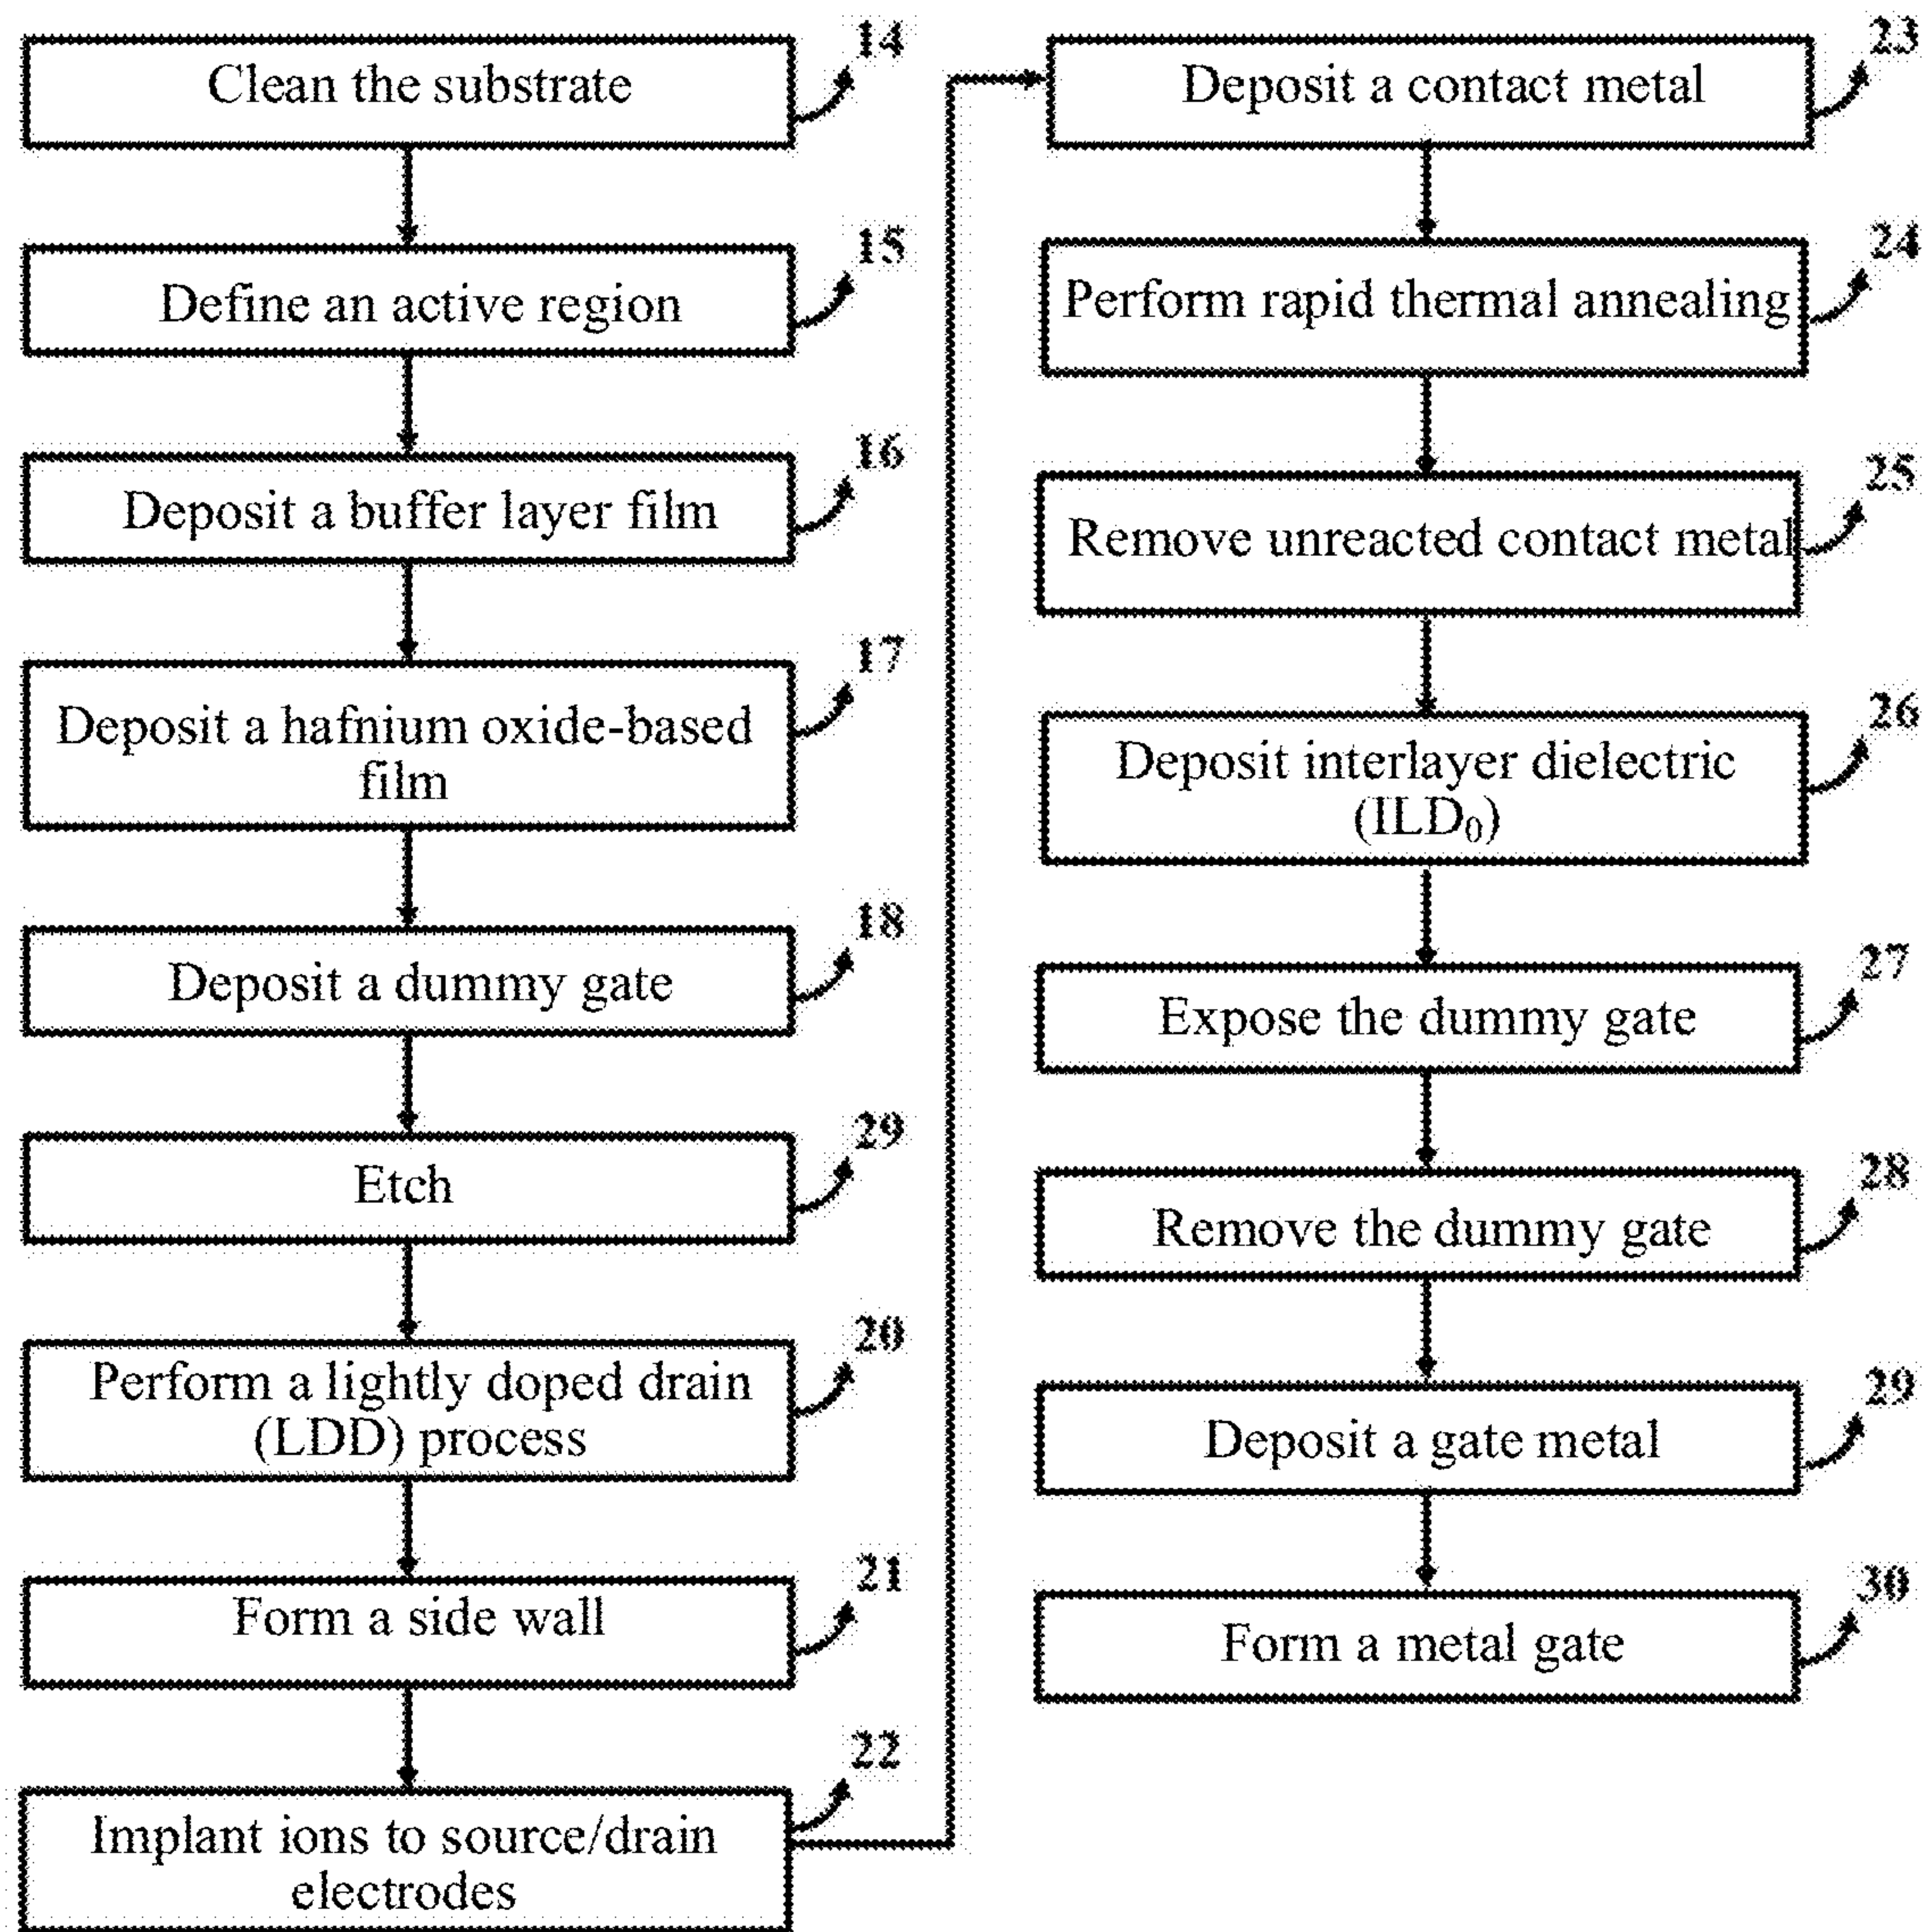 14
Clean the substrate
15
Define an active region
16
Deposit a buffer layer film
17
Deposit a hafnium oxide-based
film
18
Deposit a dummy gate
29
Etch
20
Perform a lightly doped drain
(LDD) process
21
Form a side wall
22
Implant ions to source/drain
electrodes
23
Deposit a contact metal
24
Perform rapid thermal annealing
25
Remove unreacted contact metal
26
Deposit interlayer dielectric
(ILD₀)
27
Expose the dummy gate
28
Remove the dummy gate
29
Deposit a gate metal
30
Form a metal gate